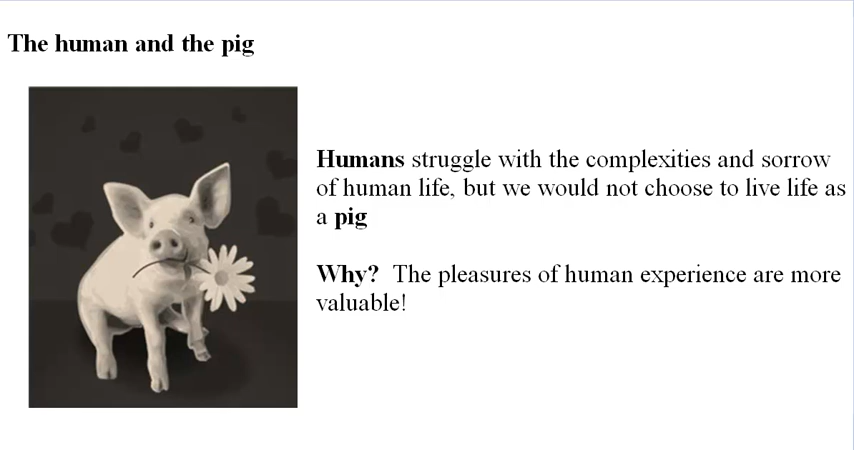 The human and the pig
Humans struggle with the complexities and sorrow
of human life, but we would not choose to live life as
a pig
Why?  The pleasures of human experience are more
valuable!